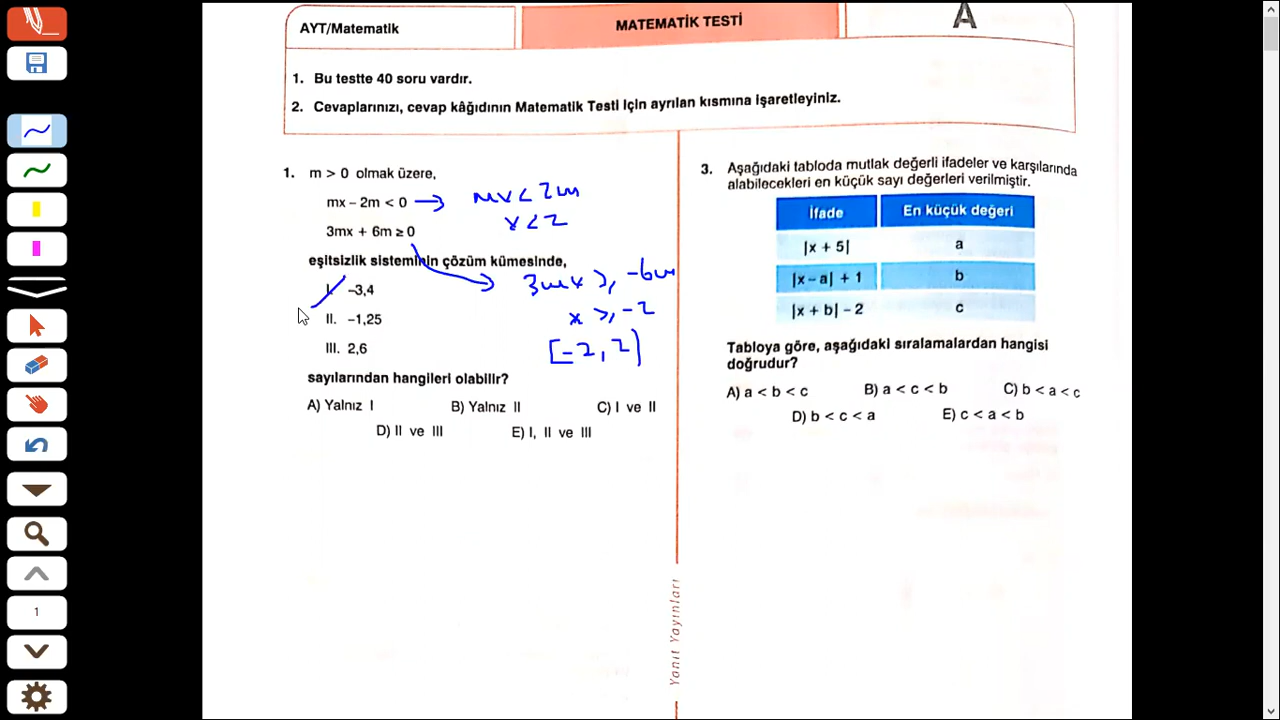 AYT/Matematik
MATEMATİK TESTİ
A
1. Bu testte 40 soru vardır.
2. Cevaplarınızı, cevap kâğıdının Matematik Testi için ayrılan kısmına işaretleyiniz.
1. m > 0 olmak üzere,
mx – 2m < 0 → mx < 2m
x < 2
3mx + 6m ≥ 0
eşitsizlik sisteminin çözüm kümesinde,
3mx ≥ -6m
x ≥ -2
[-2, 2)
I. –3,4
II. –1,25
III. 2,6
sayılarından hangileri olabilir?
A) Yalnız I B) Yalnız II C) I ve II
D) II ve III E) I, II ve III
3. Aşağıdaki tabloda mutlak değerli ifadeler ve karşılarında
alabilecekleri en küçük sayı değerleri verilmiştir.
İfade En küçük değeri
|x + 5| a
|x – a| + 1 b
|x + b| – 2 c
Tabloya göre, aşağıdaki sıralamalardan hangisi
doğrudur?
A) a < b < c B) a < c < b C) b < a < c
D) b < c < a E) c < a < b
Yanıt Yayınları
1